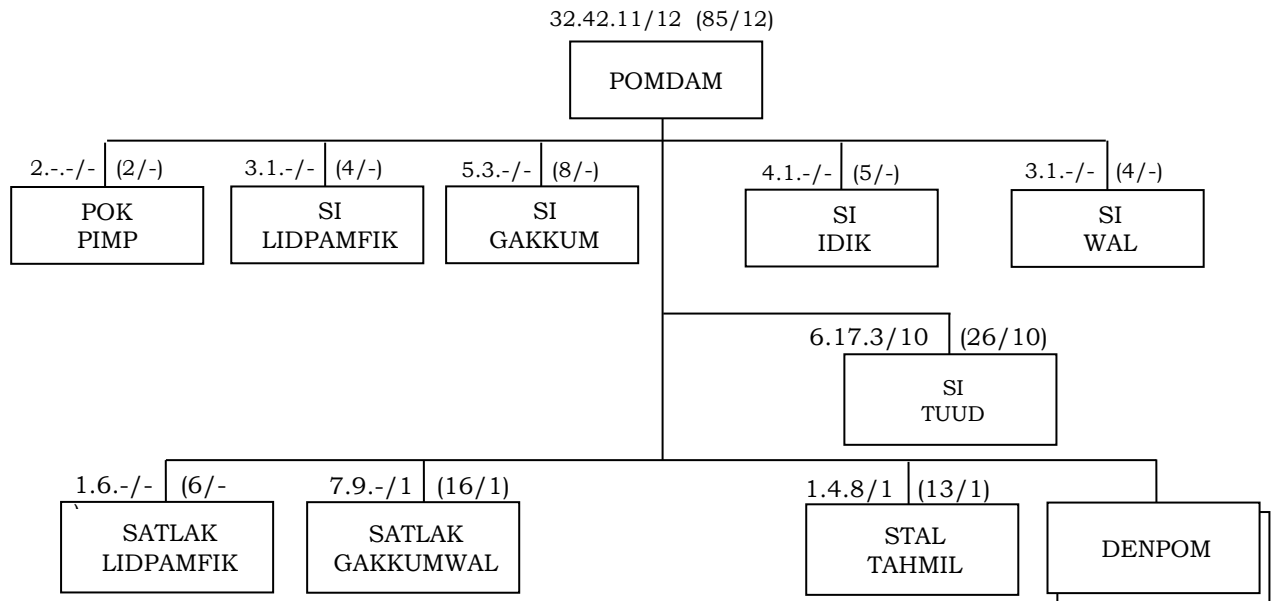 32.42.11/12 (85/12)
POMDAM
2.-.-/- (2/-)
POK
PIMP
3.1.-/- (4/-)
SI
LIDPAMFIK
5.3.-/- (8/-)
SI
GAKKUM
4.1.-/- (5/-)
SI
IDIK
3.1.-/- (4/-)
SI
WAL
6.17.3/10 (26/10)
SI
TUUD
1.6.-/- (6/-
`
SATLAK
LIDPAMFIK
7.9.-/1 (16/1)
SATLAK
GAKKUMWAL
1.4.8/1 (13/1)
STAL
TAHMIL
DENPOM